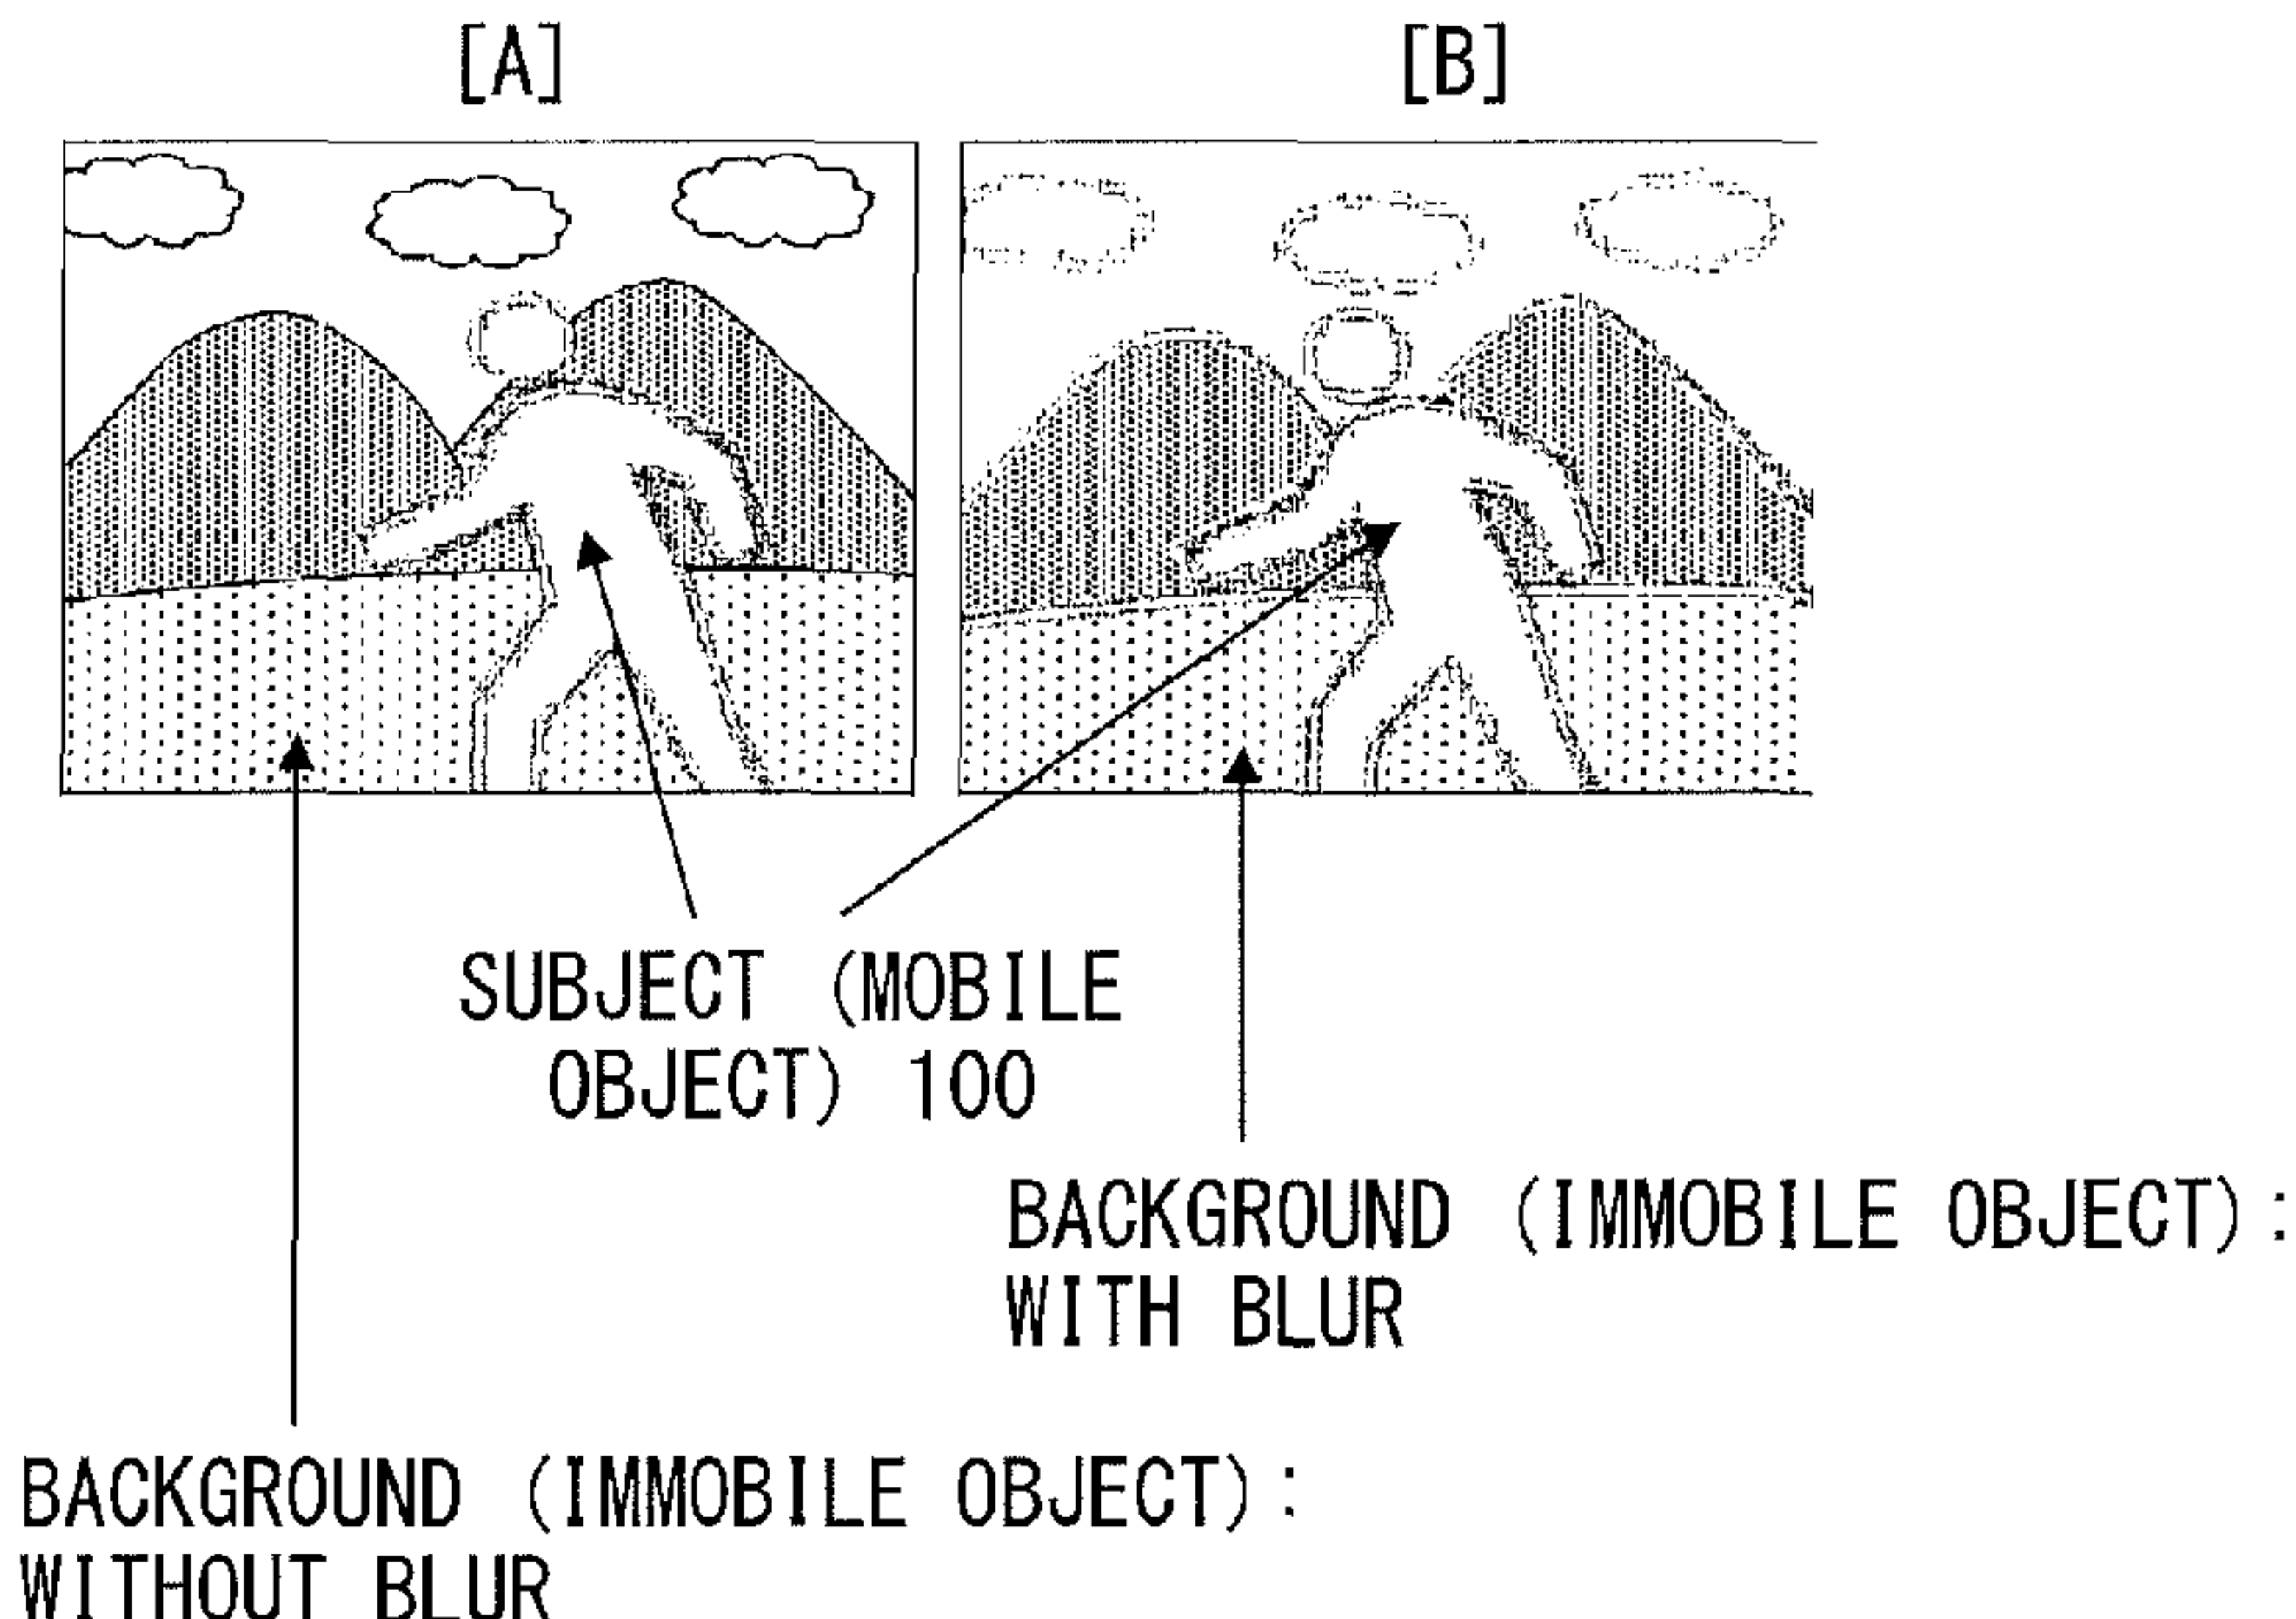 [A]
[B]
SUBJECT (MOBILE
OBJECT) 100
BACKGROUND (IMMOBILE OBJECT):
WITH BLUR
BACKGROUND (IMMOBILE OBJECT):
WITHOUT BLUR